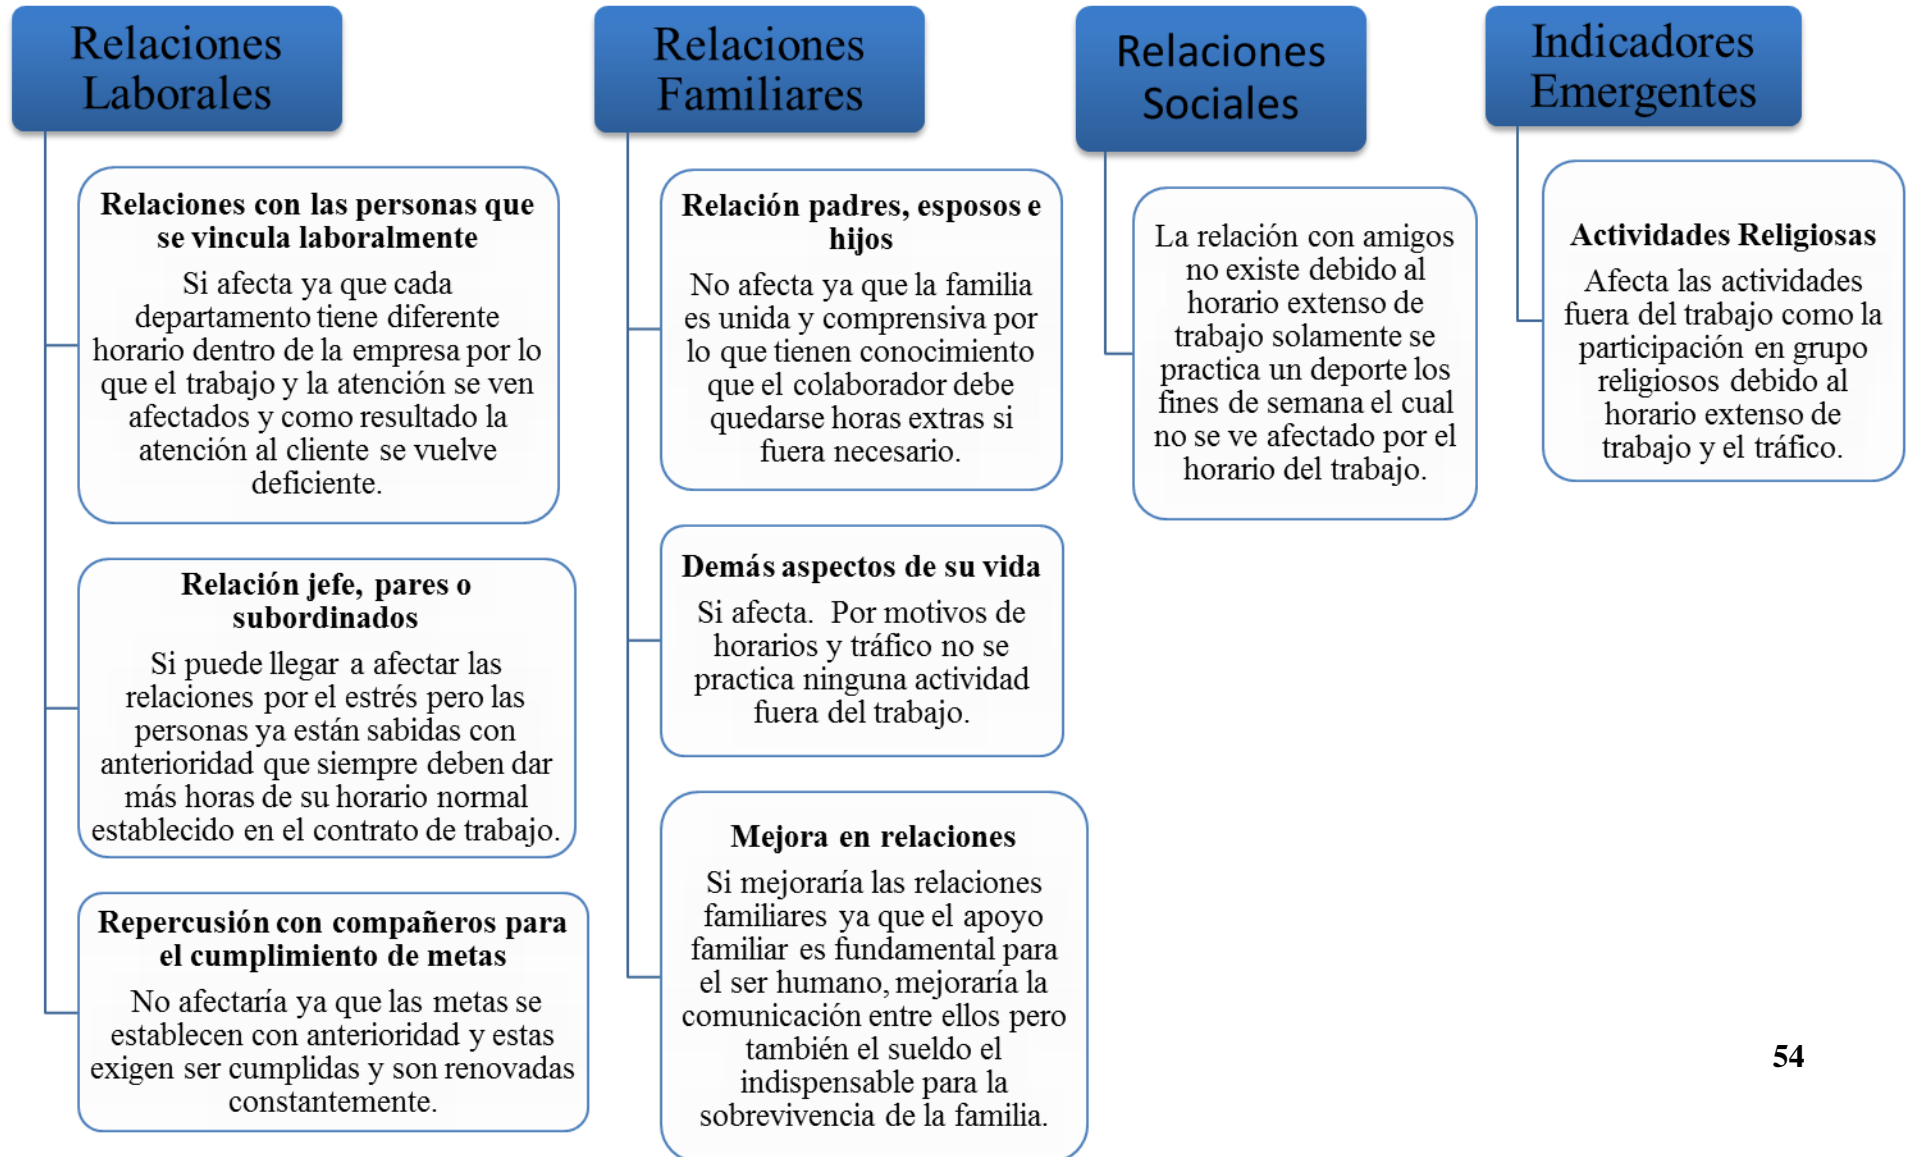 Relaciones
Laborales
Relaciones con las personas que
se vincula laboralmente
Si afecta ya que cada
departamento tiene diferente
horario dentro de la empresa por lo
que el trabajo y la atención se ven
afectados y como resultado la
atención al cliente se vuelve
deficiente.
Relación jefe, pares o
subordinados
Si puede llegar a afectar las
relaciones por el estrés pero las
personas ya están sabidas con
anterioridad que siempre deben dar
más horas de su horario normal
establecido en el contrato de trabajo.
Repercusión con compañeros para
el cumplimiento de metas
No afectaría ya que las metas se
establecen con anterioridad y estas
exigen ser cumplidas y son renovadas
constantemente.
Relaciones
Familiares
Relación padres, esposos e
hijos
No afecta ya que la familia
es unida y comprensiva por
lo que tienen conocimiento
que el colaborador debe
quedarse horas extras si
fuera necesario.
Demás aspectos de su vida
Si afecta.  Por motivos de
horarios y tráfico no se
practica ninguna actividad
fuera del trabajo.
Mejora en relaciones
Si mejoraría las relaciones
familiares ya que el apoyo
familiar es fundamental para
el ser humano, mejoraría la
comunicación entre ellos pero
también el sueldo el
indispensable para la
sobrevivencia de la familia.
Relaciones
Sociales
La relación con amigos
no existe debido al
horario extenso de
trabajo solamente se
practica un deporte los
fines de semana el cual
no se ve afectado por el
horario del trabajo.
Indicadores
Emergentes
Actividades Religiosas
Afecta las actividades
fuera del trabajo como la
participación en grupo
religiosos debido al
horario extenso de
trabajo y el tráfico.
54